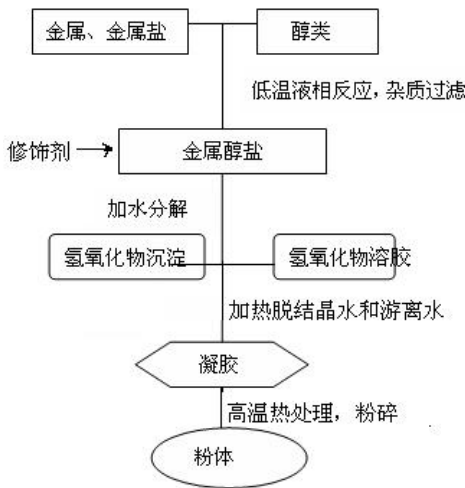 金属、金属盐
醇类
低温液相反应，杂质过滤
修饰剂
金属醇盐
加水分解
氢氧化物沉淀
氢氧化物溶胶
加热脱结晶水和游离水
凝胶
高温热处理，粉碎
粉体